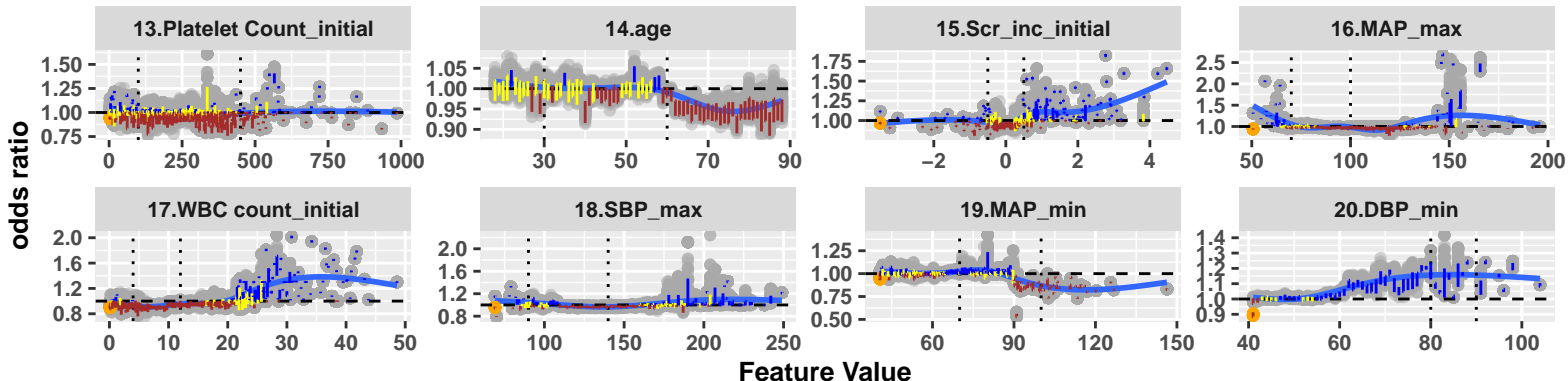 13.Platelet Count_initial 14.age 15.Scr_inc_initial 16.MAP_max
1.50 1.05 1.75 2.5
1.25 1.00 1.50 2.0
1.00 0.95 1.25 1.5
0.75 0.90 1.00 1.0
0 250 500 750 1000 30 60 90 −2 0 2 4 50 100 150 200
17.WBC count_initial 18.SBP_max 19.MAP_min 20.DBP_min
2.0 2.0 1.25 1.4
1.6 1.6 1.00 1.3
1.2 1.2 0.75 1.2
0.8 0.8 0.50 1.1
1.0
0.9
0 10 20 30 40 50 100 150 200 250 60 90 120 150 40 60 80 100
odds ratio
Feature Value